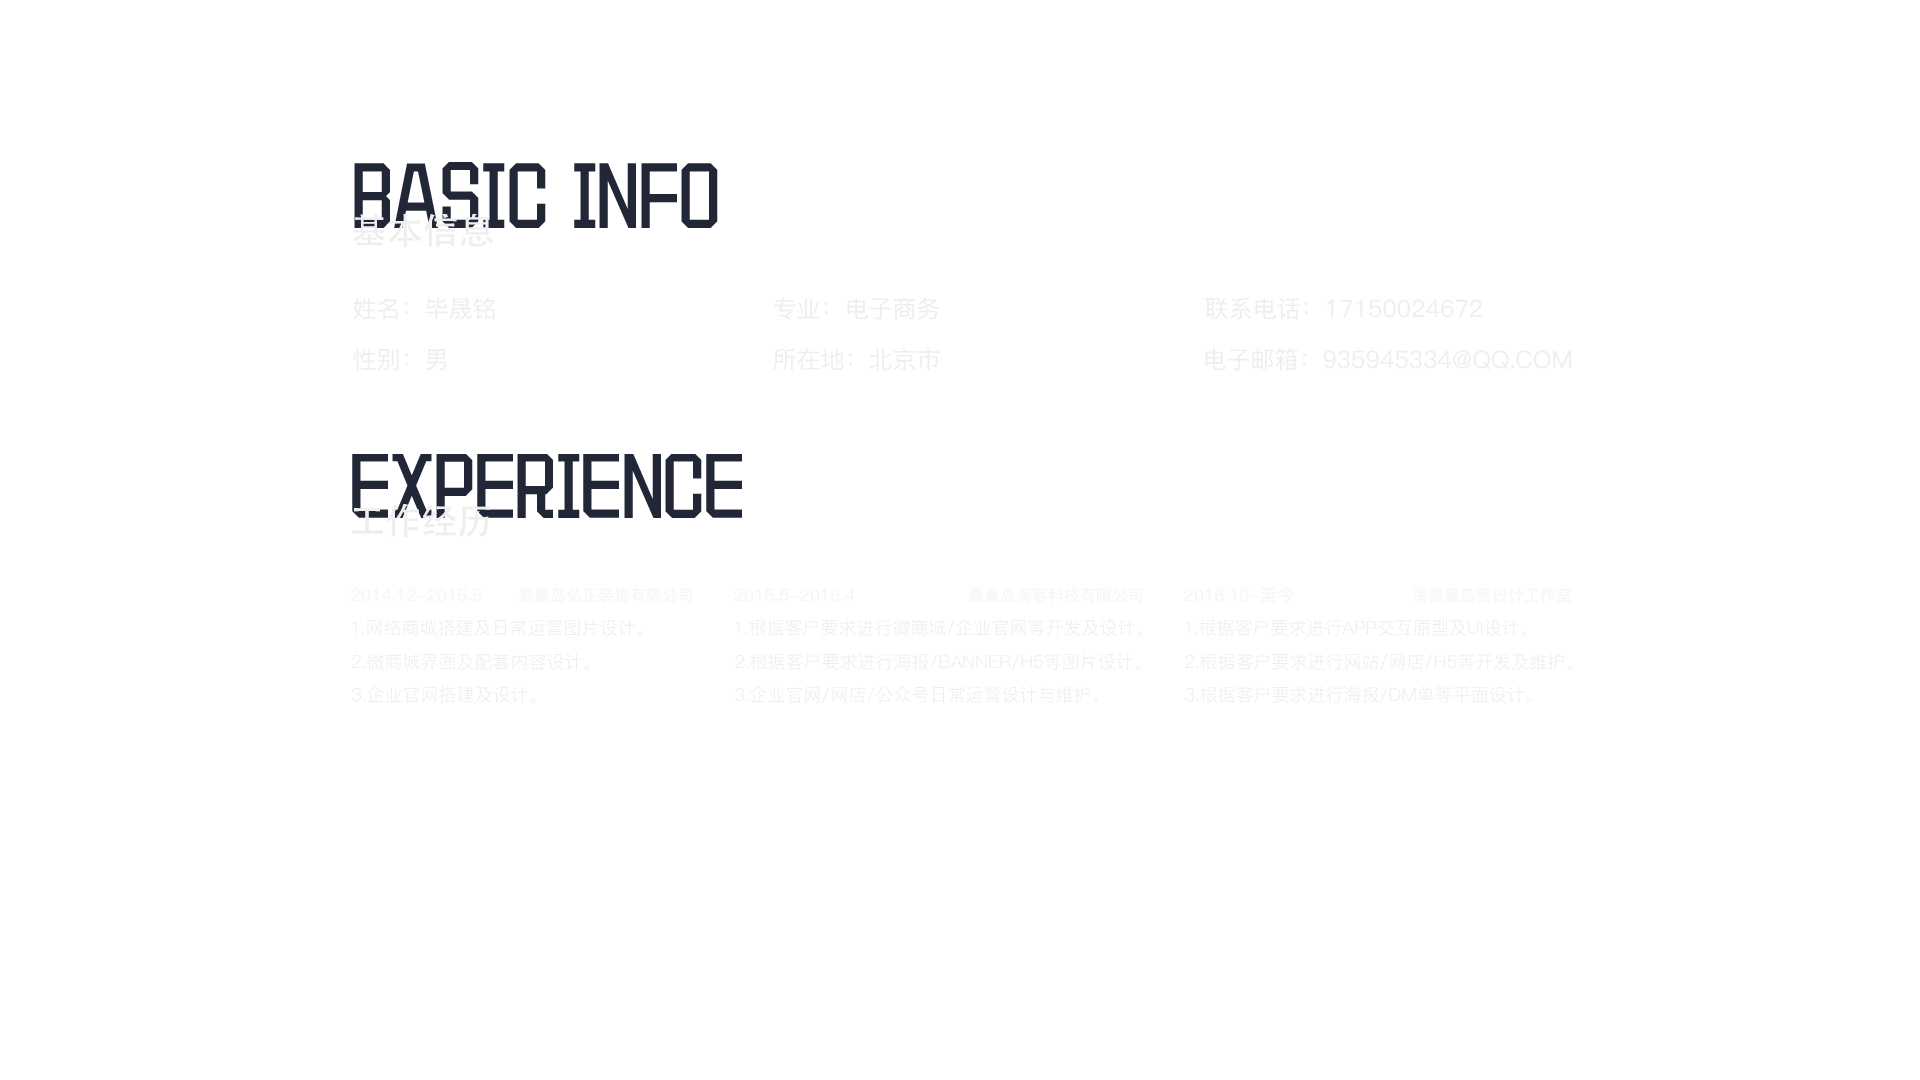 BASIC INFO
基本信息
姓名：毕晟铭 专业：电子商务 联系电话：17150024672
性别：男 所在地：北京市 电子邮箱：935945334@QQ.COM
EXPERIENCE
工作经历
2014.12-2015.5 秦皇岛弘正装饰有限公司
1.网络商城搭建及日常运营图片设计。
2.微商城界面及配套内容设计。
3.企业官网搭建及设计。
2015.5-2016.4 秦皇岛淘客科技有限公司
1.根据客户要求进行微商城/企业官网等开发及设计。
2.根据客户要求进行海报/BANNER/H5等图片设计。
3.企业官网/网店/公众号日常运营设计与维护。
2016.10-至今 淘秦皇岛客设计工作室
1.根据客户要求进行APP交互原型及UI设计。
2.根据客户要求进行网站/网店/H5等开发及维护。
3.根据客户要求进行海报/DM单等平面设计。